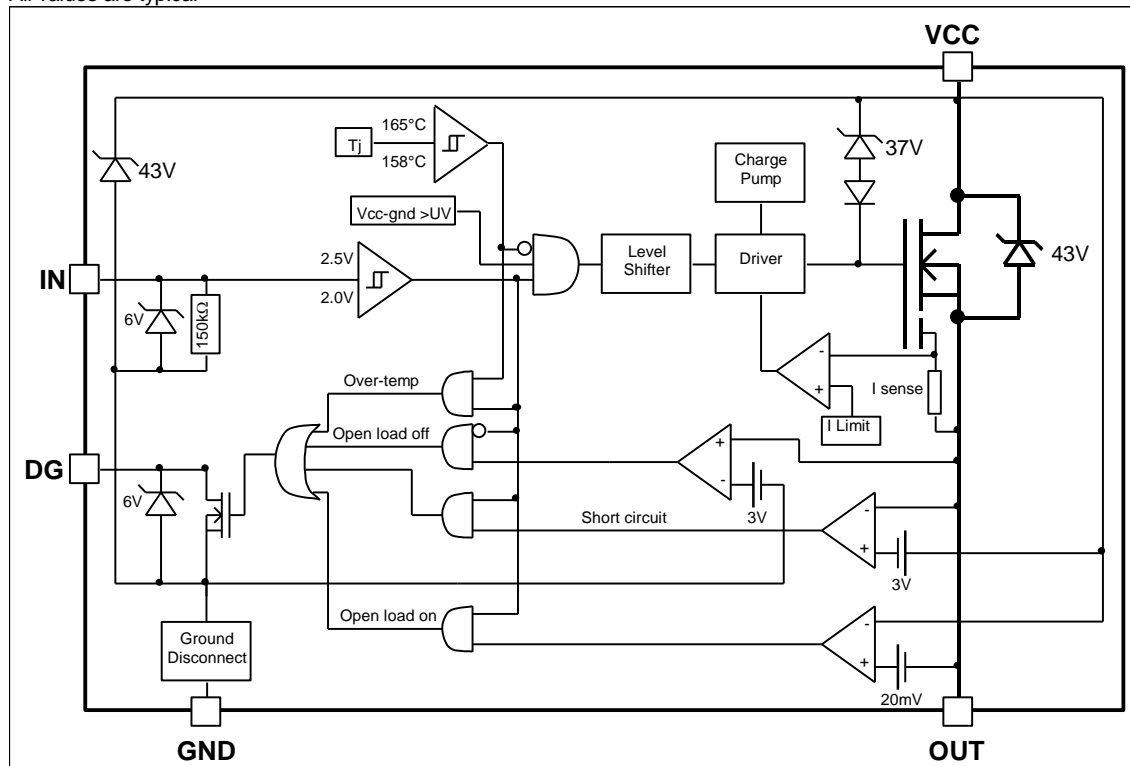 All values are typical
VCC
165°C
Tj
158°C
43V
37V
Charge
Pump
Vcc-gnd >UV
2.5V
Level
Shifter
Driver
43V
IN
2.0V
6V
150kΩ
-
+
I sense
I Limit
Over-temp
Open load off
+
-
DG
6V
3V
Short circuit
-
+
3V
Open load on
-
+
Ground
Disconnect
20mV
GND
OUT